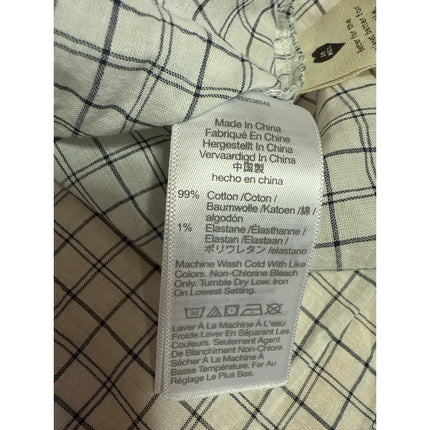 Made In China
Fabriqué En Chine
Hergestellt In China
Vervaardigd In China
中国製
hecho en china
99% Cotton /Coton /
Baumwolle /Katoen /綿 /
algodón
1% Elastane /Élasthanne /
Elastan /Elastaan /
ポリウレタン /elastano
Machine Wash Cold With Like
Colors. Non-Chlorine Bleach
Only. Tumble Dry Low. Iron
On Lowest Setting.
Laver À La Machine À L'eau
Froide Laver En Séparant Les
Couleurs. Seulement Agent
De Blanchiment Non-Chlore.
Sécher À La Machine À
Basse Température. Fer Au
Réglage Le Plus Bas.